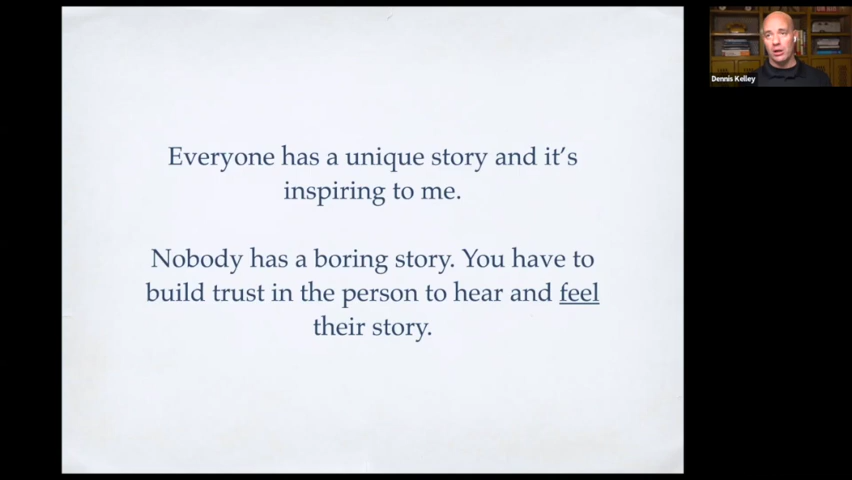 Everyone has a unique story and it's
inspiring to me.
Nobody has a boring story. You have to
build trust in the person to hear and feel
their story.
Dennis Kelley